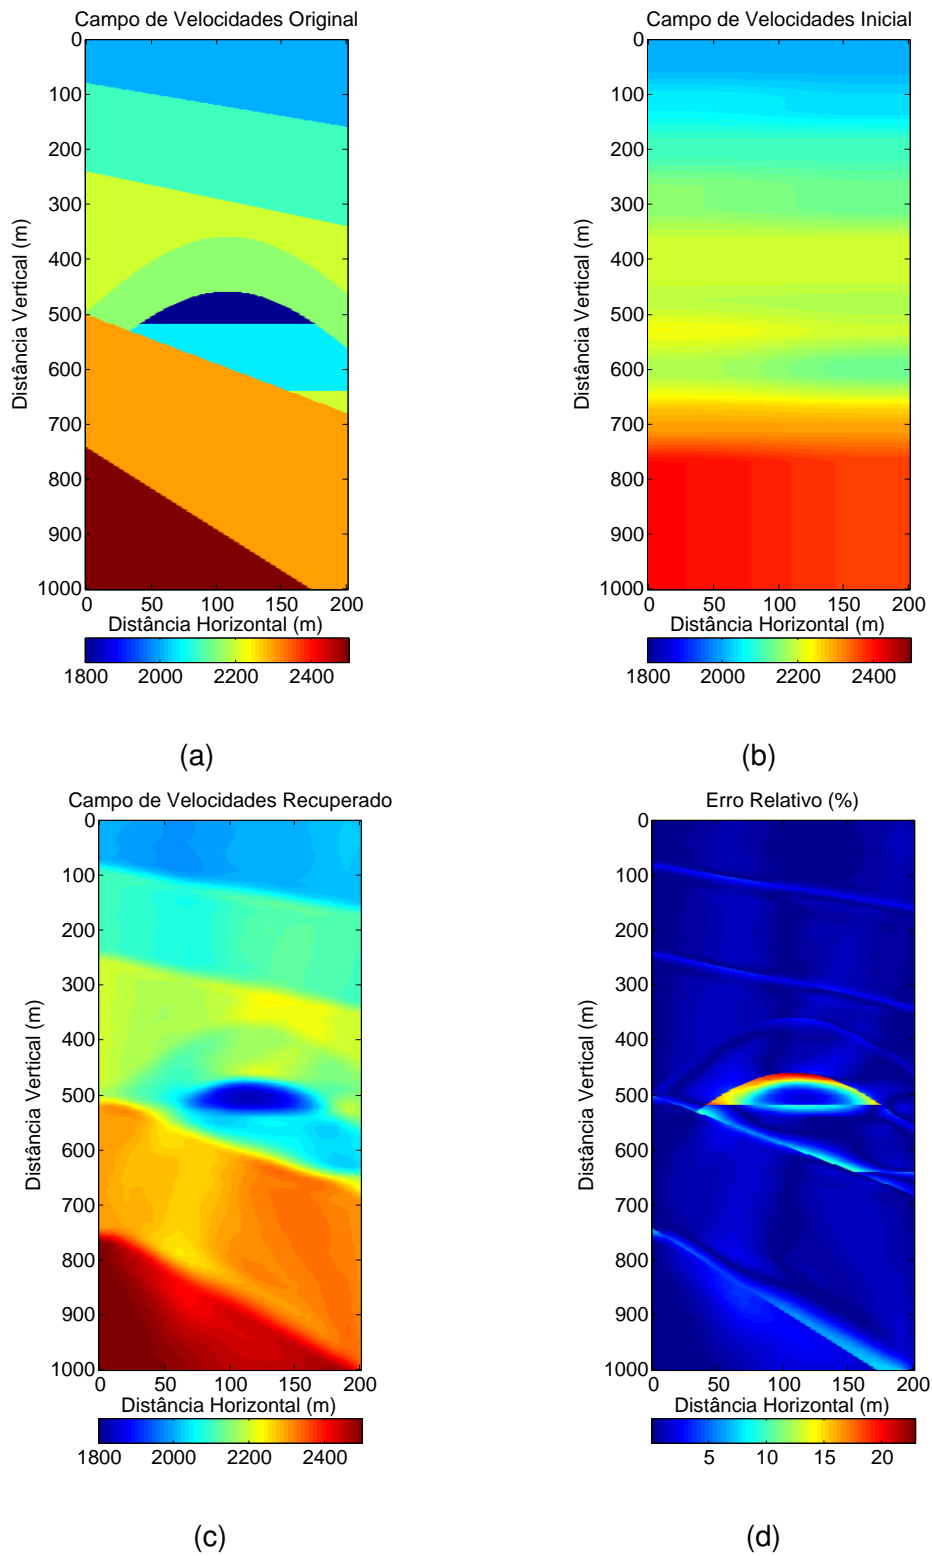 Campo de Velocidades Original
0
100
200
300
400
500
600
700
800
900
1000
Distância Vertical (m)
0 50 100 150 200
Distância Horizontal (m)
1800 2000 2200 2400
(a)
Campo de Velocidades Inicial
0
100
200
300
400
500
600
700
800
900
1000
Distância Vertical (m)
0 50 100 150 200
Distância Horizontal (m)
1800 2000 2200 2400
(b)
Campo de Velocidades Recuperado
0
100
200
300
400
500
600
700
800
900
1000
Distância Vertical (m)
0 50 100 150 200
Distância Horizontal (m)
1800 2000 2200 2400
(c)
Erro Relativo (%)
0
100
200
300
400
500
600
700
800
900
1000
Distância Vertical (m)
0 50 100 150 200
Distância Horizontal (m)
5 10 15 20
(d)